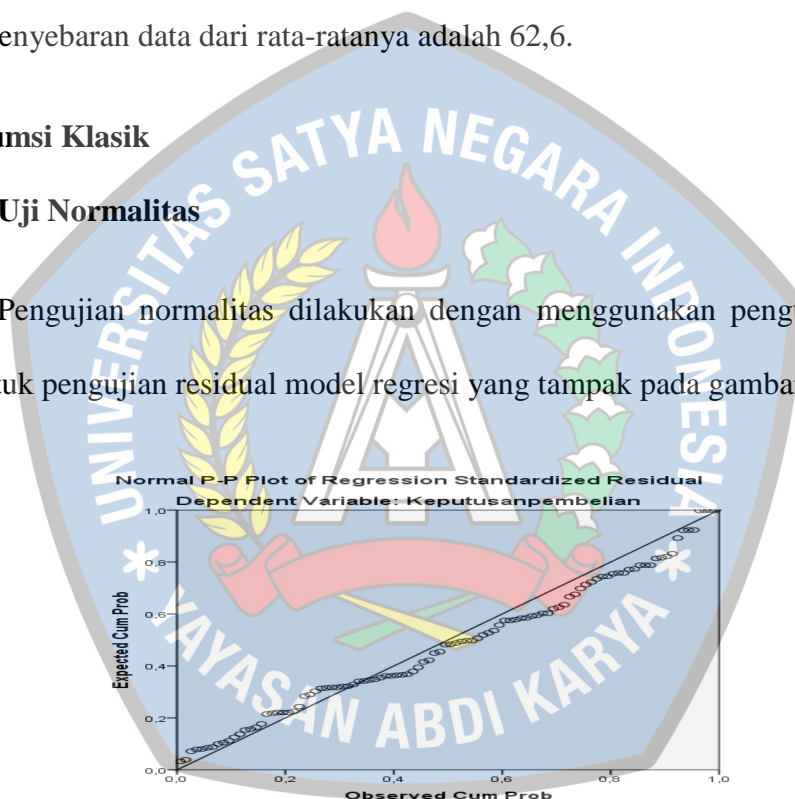 enyebaran data dari rata-ratanya adalah 62,6.
umsi Klasik
Uji Normalitas
Pengujian normalitas dilakukan dengan menggunakan pengu
tuk pengujian residual model regresi yang tampak pada gambar
UNIVERSITAS SATYA NEGARA INDONESIA
YAYASAN ABDI KARYA
Normal P-P Plot of Regression Standardized Residual
Dependent Variable: Keputusanpembelian
1,0
0,8
0,6
0,4
0,2
0,0
Expected Cum Prob
0,0 0,2 0,4 0,6 0,8 1,0
Observed Cum Prob